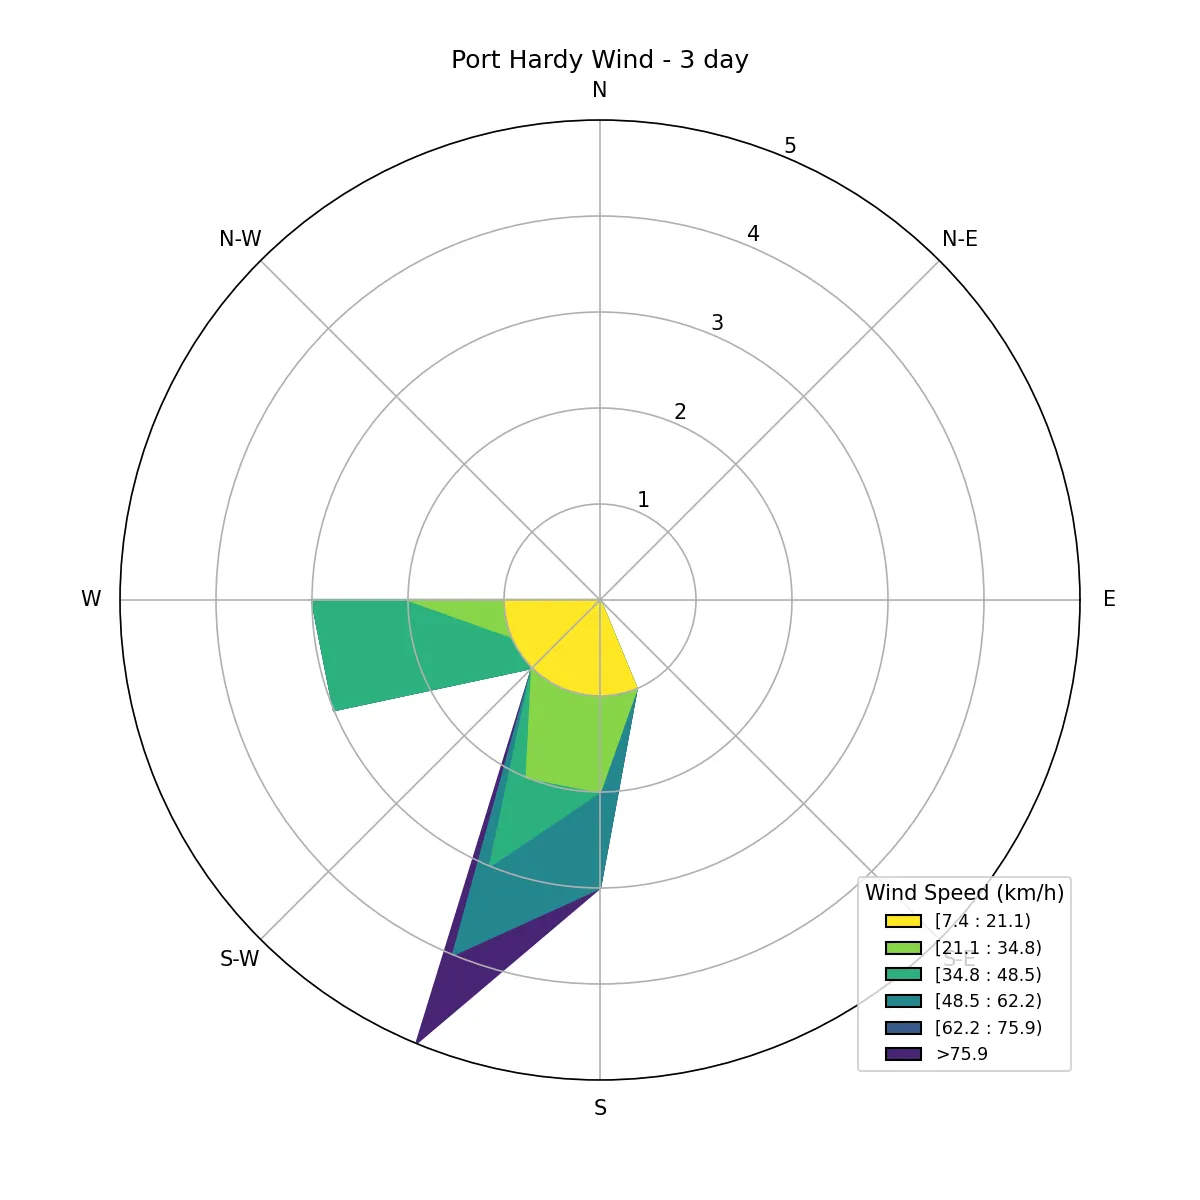 Port Hardy Wind - 3 day
N
5
N-W
4
N-E
3
2
1
W
E
Wind Speed (km/h)
[7.4 : 21.1)
[21.1 : 34.8)
S-W
S-E
[34.8 : 48.5)
[48.5 : 62.2)
[62.2 : 75.9)
>75.9
S